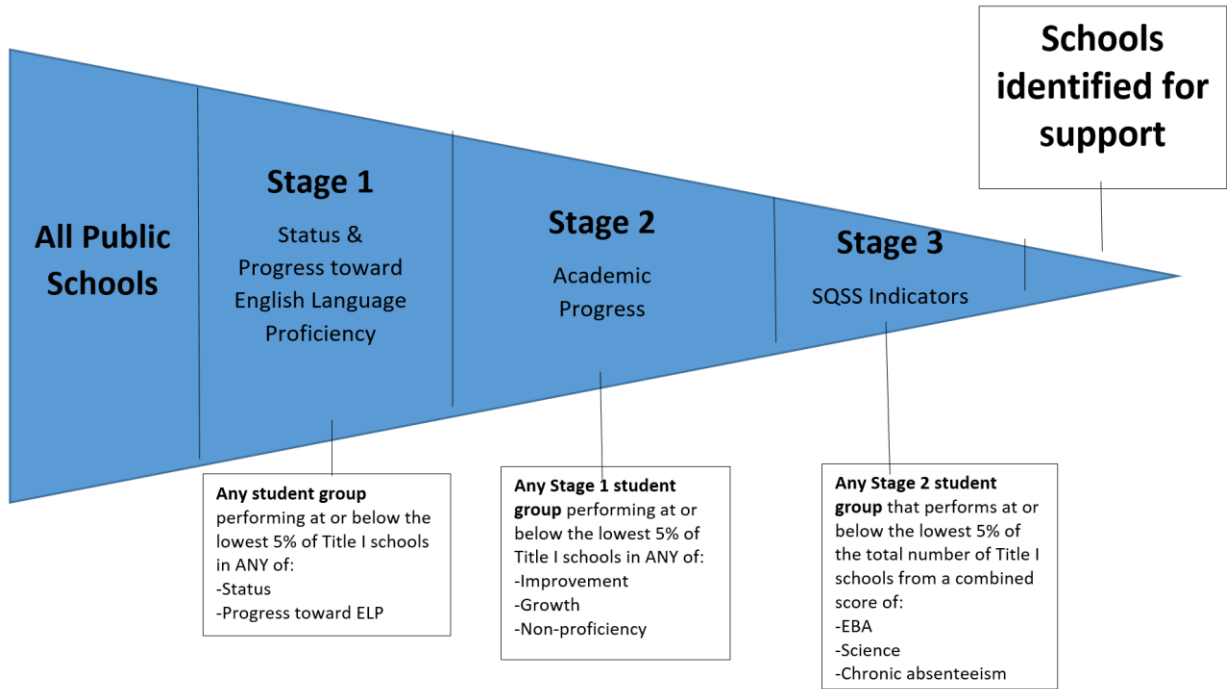 All Public
Schools
Stage 1
Status &
Progress toward
English Language
Proficiency
Stage 2
Academic
Progress
Stage 3
SQSS Indicators
Schools
identified for
support
Any student group
performing at or below the
lowest 5% of Title I schools
in ANY of:
-Status
-Progress toward ELP
Any Stage 1 student
group performing at or
below the lowest 5% of
Title I schools in ANY of:
-Improvement
-Growth
-Non-proficiency
Any Stage 2 student
group that performs at or
below the lowest 5% of
the total number of Title I
schools from a combined
score of:
-EBA
-Science
-Chronic absenteeism